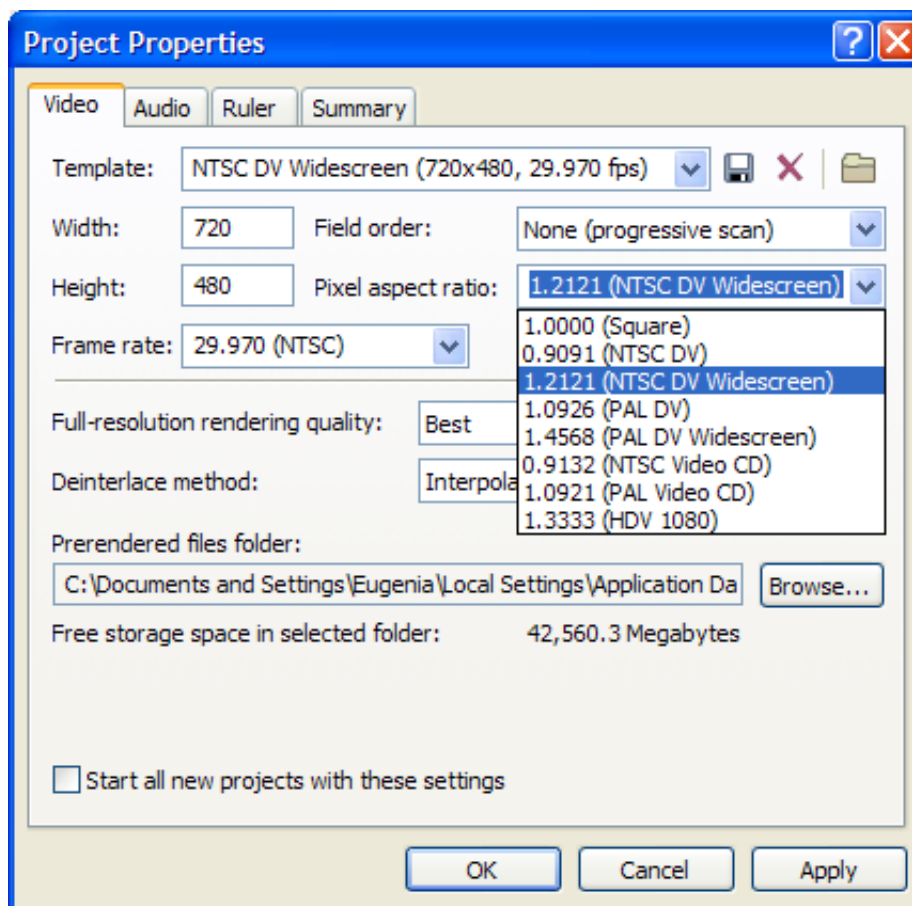 Project Properties
Video Audio Ruler Summary
Template: NTSC DV Widescreen (720x480, 29.970 fps)
Width: 720 Field order: None (progressive scan)
Height: 480 Pixel aspect ratio: 1.2121 (NTSC DV Widescreen)
1.0000 (Square)
Frame rate: 29.970 (NTSC)
0.9091 (NTSC DV)
1.2121 (NTSC DV Widescreen)
1.0926 (PAL DV)
Full-resolution rendering quality: Best
1.4568 (PAL DV Widescreen)
0.9132 (NTSC Video CD)
Deinterlace method: Interpola
1.0921 (PAL Video CD)
1.3333 (HDV 1080)
Prerendered files folder:
C:\Documents and Settings\Eugenia\Local Settings\Application Da Browse...
Free storage space in selected folder: 42,560.3 Megabytes
Start all new projects with these settings
OK Cancel Apply